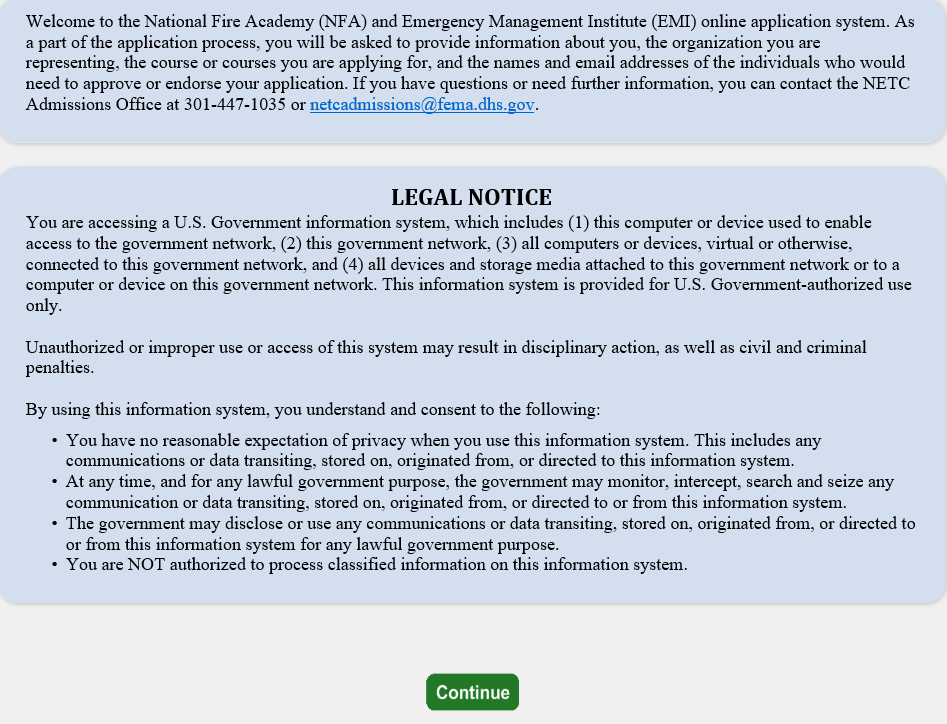 Welcome to the National Fire Academy (NFA) and Emergency Management Institute (EMI) online application system. As
a part of the application process, you will be asked to provide information about you, the organization you are
representing, the course or courses you are applying for, and the names and email addresses of the individuals who would
need to approve or endorse your application. If you have questions or need further information, you can contact the NETC
Admissions Office at 301-447-1035 or netcadmissions@fema.dhs.gov.
LEGAL NOTICE
You are accessing a U.S. Government information system, which includes (1) this computer or device used to enable
access to the government network, (2) this government network, (3) all computers or devices, virtual or otherwise,
connected to this government network, and (4) all devices and storage media attached to this government network or to a
computer or device on this government network. This information system is provided for U.S. Government-authorized use
only.
Unauthorized or improper use or access of this system may result in disciplinary action, as well as civil and criminal
penalties.
By using this information system, you understand and consent to the following:
• You have no reasonable expectation of privacy when you use this information system. This includes any
communications or data transiting, stored on, originated from, or directed to this information system.
• At any time, and for any lawful government purpose, the government may monitor, intercept, search and seize any
communication or data transiting, stored on, originated from, or directed to or from this information system.
• The government may disclose or use any communications or data transiting, stored on, originated from, or directed to
or from this information system for any lawful government purpose.
• You are NOT authorized to process classified information on this information system.
Continue